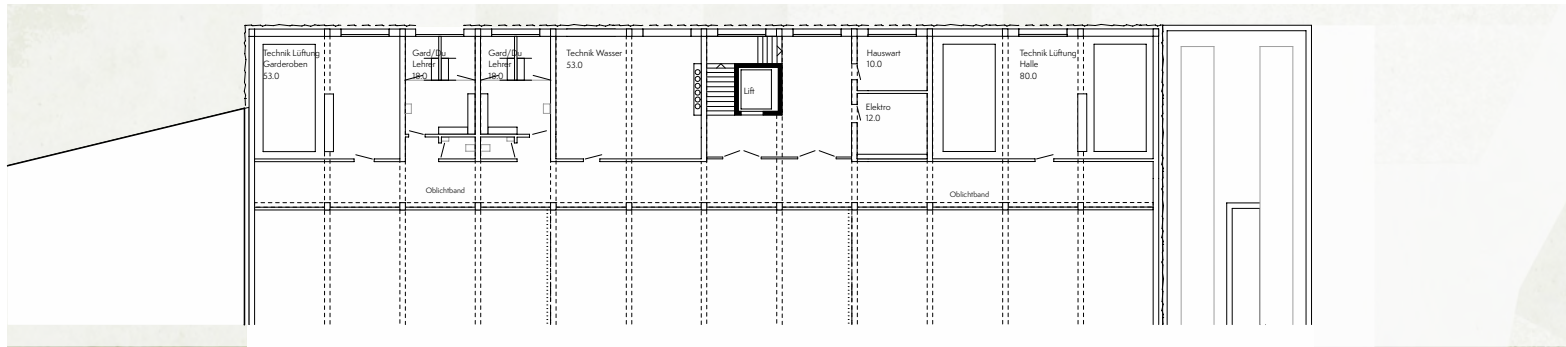 Technik Lüftung
Garderoben
53.0
Gard/Du
Lehrer
18.0
Gard/Du
Lehrer
18.0
Technik Wasser
53.0
Lift
Hauswart
10.0
Elektro
12.0
Technik Lüftung
Halle
80.0
Oblichtband
Oblichtband